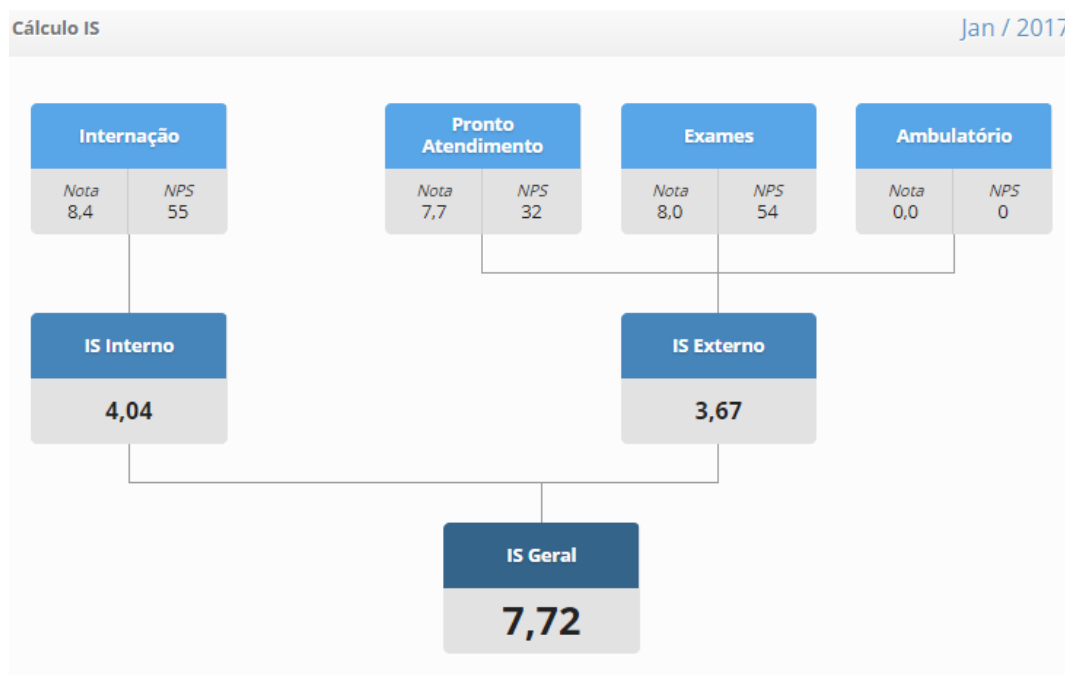 Cálculo IS
Jan / 2017
Internação
Nota NPS
8,4 55
Pronto
Atendimento
Nota NPS
7,7 32
Exames
Nota NPS
8,0 54
Ambulatório
Nota NPS
0,0 0
IS Interno
4,04
IS Externo
3,67
IS Geral
7,72